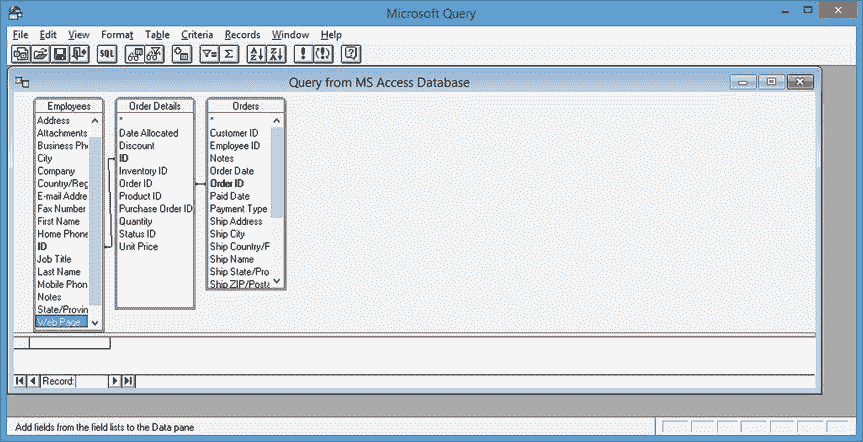 Microsoft Query
File Edit View Format Table Criteria Records Window Help
SQL
Query from MS Access Database
Employees
Address
Attachments
Business Ph
City
Company
Country/Reg
E-mail Addre
Fax Number
First Name
Home Phone
ID
Job Title
Last Name
Mobile Phon
Notes
State/Provin
Web Page
Order Details
*
Date Allocated
Discount
ID
Inventory ID
Order ID
Product ID
Purchase Order ID
Quantity
Status ID
Unit Price
Orders
*
Customer ID
Employee ID
Notes
Order Date
Order ID
Paid Date
Payment Type
Ship Address
Ship City
Ship Country/F
Ship Name
Ship State/Pro
Ship ZIP/Posta
Record:
Add fields from the field lists to the Data pane